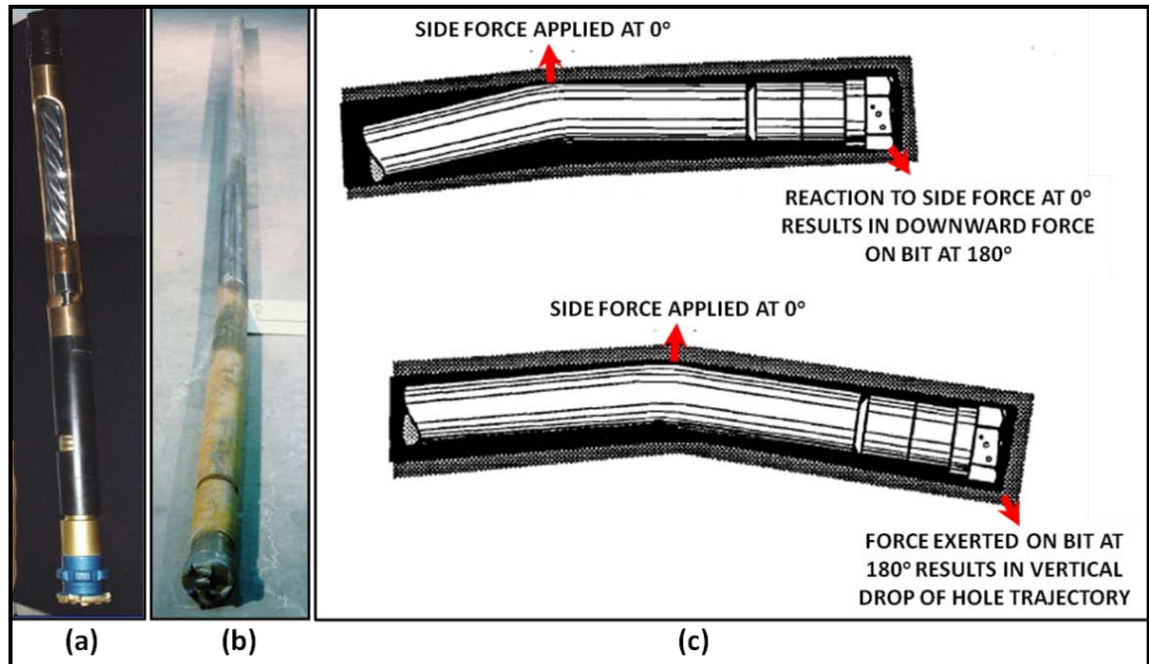 SIDE FORCE APPLIED AT 0°
REACTION TO SIDE FORCE AT 0°
RESULTS IN DOWNWARD FORCE
ON BIT AT 180°
SIDE FORCE APPLIED AT 0°
FORCE EXERTED ON BIT AT
180° RESULTS IN VERTICAL
DROP OF HOLE TRAJECTORY
(a)
(b)
(c)